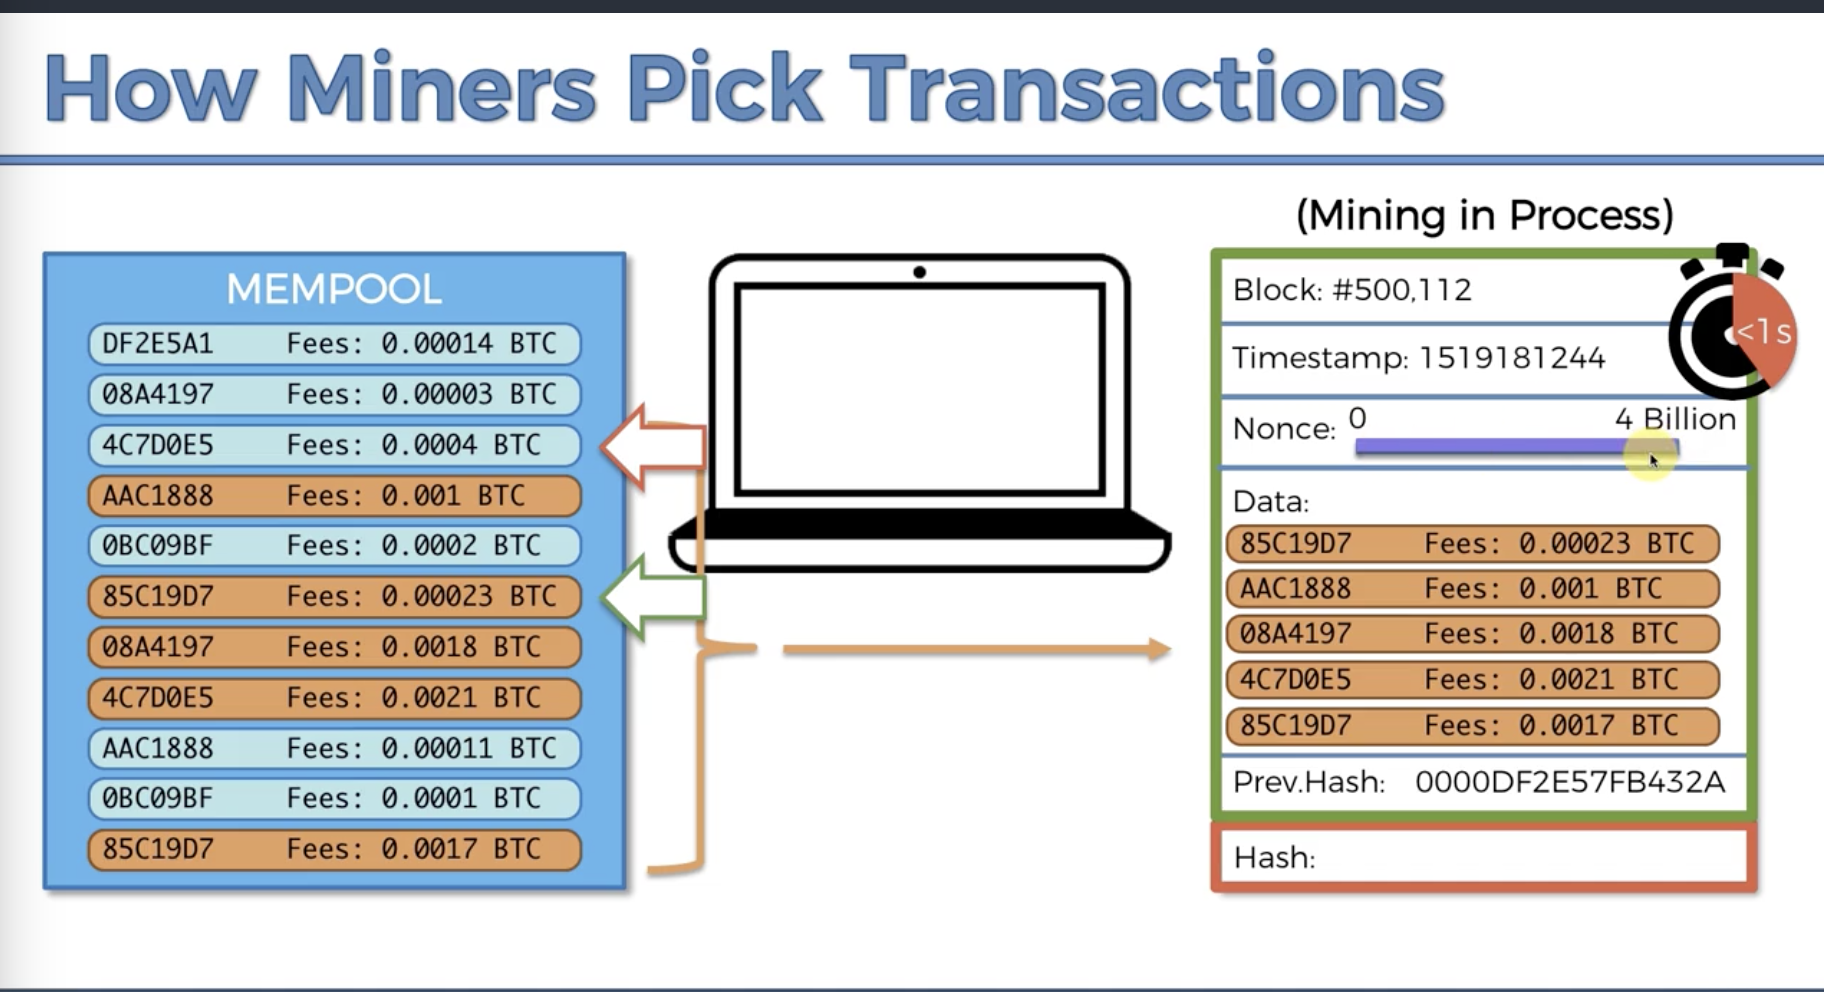 How Miners Pick Transactions
(Mining in Process)
MEMPOOL
DF2E5A1 Fees: 0.00014 BTC
08A4197 Fees: 0.00003 BTC
4C7D0E5 Fees: 0.0004 BTC
AAC1888 Fees: 0.001 BTC
0BC09BF Fees: 0.0002 BTC
85C19D7 Fees: 0.00023 BTC
08A4197 Fees: 0.0018 BTC
4C7D0E5 Fees: 0.0021 BTC
AAC1888 Fees: 0.00011 BTC
0BC09BF Fees: 0.0001 BTC
85C19D7 Fees: 0.0017 BTC
Block: #500,112
<1s
Timestamp: 1519181244
Nonce: 0 4 Billion
Data:
85C19D7 Fees: 0.00023 BTC
AAC1888 Fees: 0.001 BTC
08A4197 Fees: 0.0018 BTC
4C7D0E5 Fees: 0.0021 BTC
85C19D7 Fees: 0.0017 BTC
Prev.Hash: 0000DF2E57FB432A
Hash: